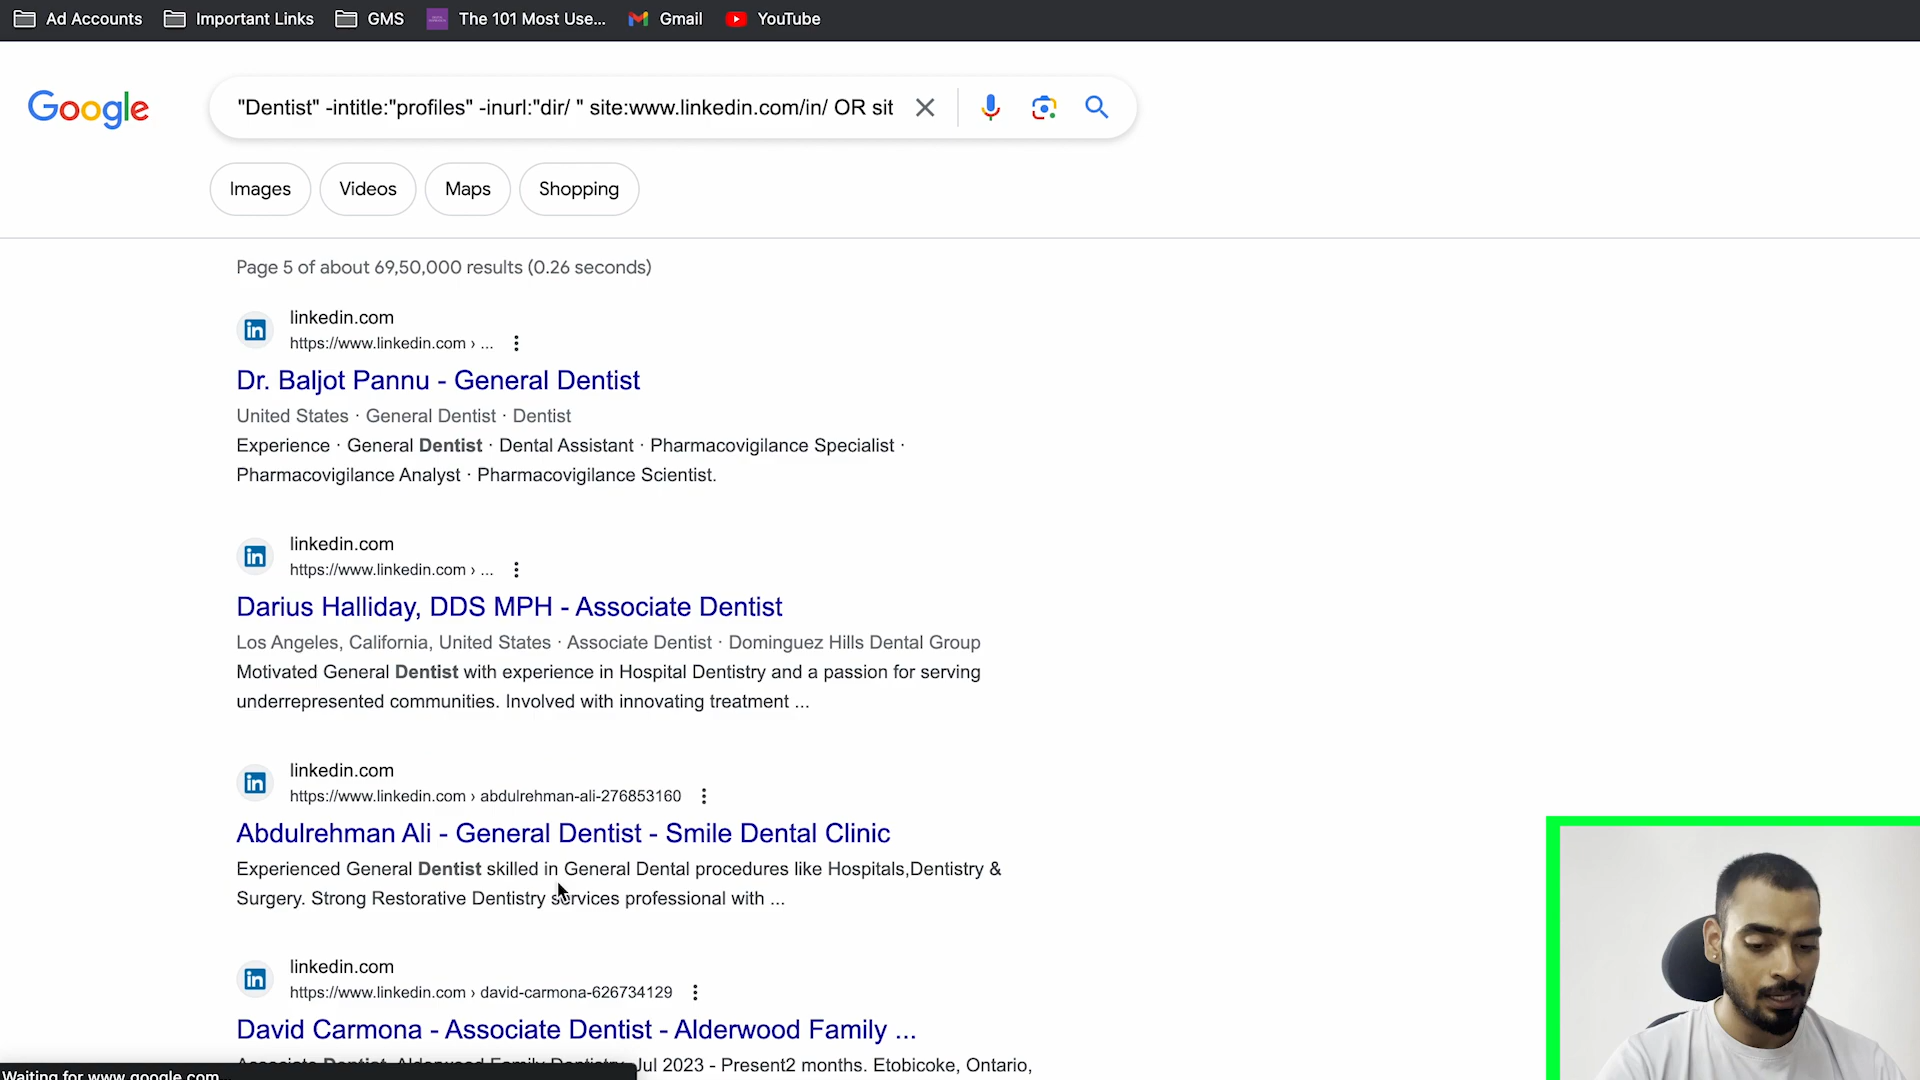 Ad Accounts Important Links GMS The 101 Most Use... Gmail YouTube
Google "Dentist" -intitle:"profiles" -inurl:"dir/ " site:www.linkedin.com/in/ OR sit
Images Videos Maps Shopping
Page 5 of about 69,50,000 results (0.26 seconds)
linkedin.com
https://www.linkedin.com › ...
Dr. Baljot Pannu - General Dentist
United States · General Dentist · Dentist
Experience · General Dentist · Dental Assistant · Pharmacovigilance Specialist ·
Pharmacovigilance Analyst · Pharmacovigilance Scientist.
linkedin.com
https://www.linkedin.com › ...
Darius Halliday, DDS MPH - Associate Dentist
Los Angeles, California, United States · Associate Dentist · Dominguez Hills Dental Group
Motivated General Dentist with experience in Hospital Dentistry and a passion for serving
underrepresented communities. Involved with innovating treatment ...
linkedin.com
https://www.linkedin.com › abdulrehman-ali-276853160
Abdulrehman Ali - General Dentist - Smile Dental Clinic
Experienced General Dentist skilled in General Dental procedures like Hospitals,Dentistry &
Surgery. Strong Restorative Dentistry services professional with ...
linkedin.com
https://www.linkedin.com › david-carmona-626734129
David Carmona - Associate Dentist - Alderwood Family ...
Associate Dentist. Alderwood Family Dentistry. Jul 2023 - Present2 months. Etobicoke, Ontario,
Waiting for www.google.com...